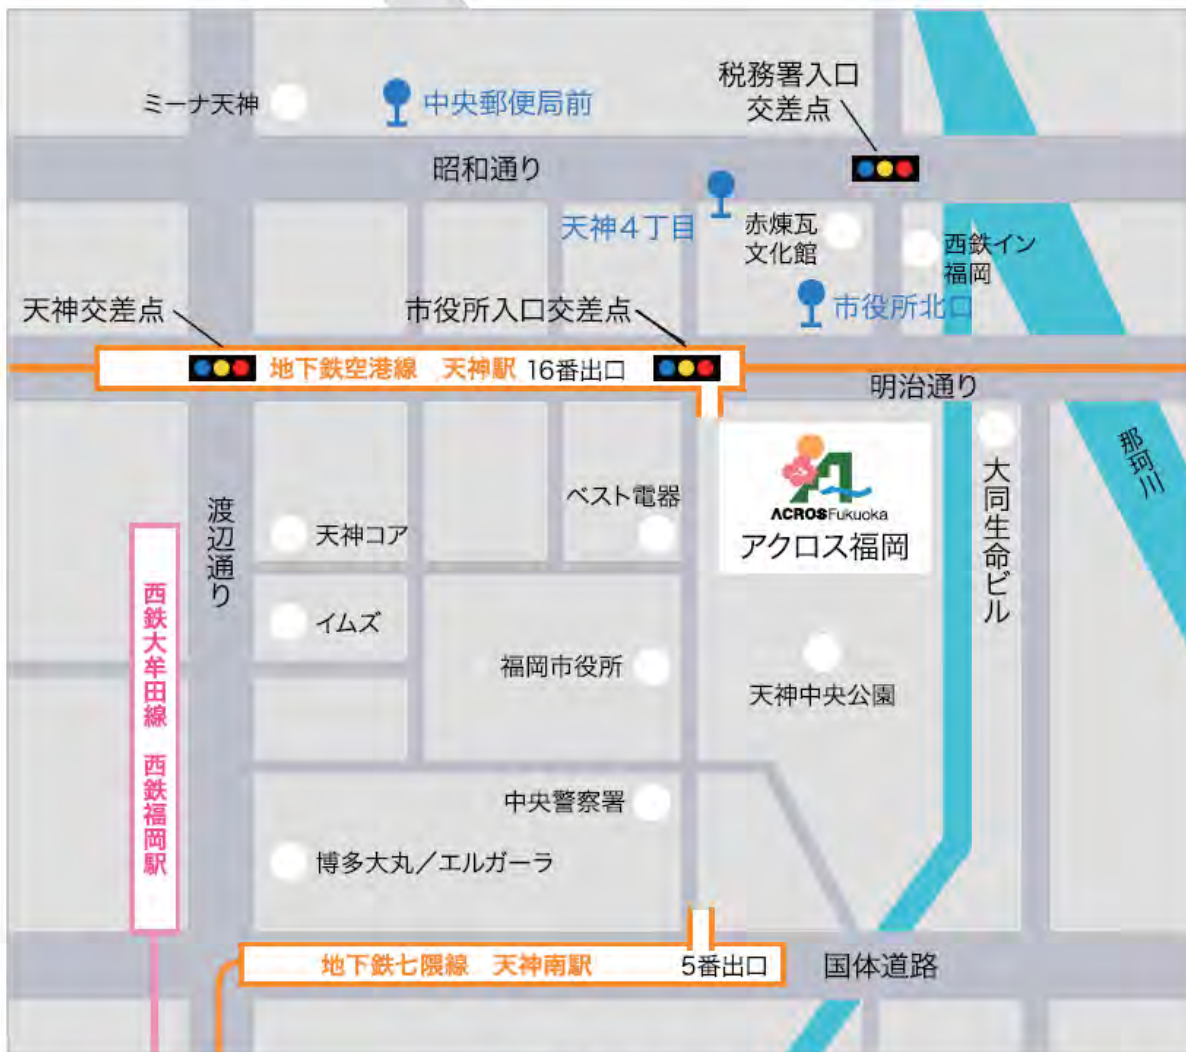 税務署入口
交差点
ミーナ天神
中央郵便局前
昭和通り
天神4丁目
赤煉瓦
文化館
西鉄イン
福岡
天神交差点
市役所入口交差点
市役所北口
地下鉄空港線　天神駅 16番出口
明治通り
那珂川
ACROS Fukuoka
アクロス福岡
ベスト電器
大同生命ビル
渡辺通り
天神コア
イムズ
西鉄大牟田線　西鉄福岡駅
福岡市役所
天神中央公園
中央警察署
博多大丸／エルガーラ
地下鉄七隈線　天神南駅
5番出口
国体道路